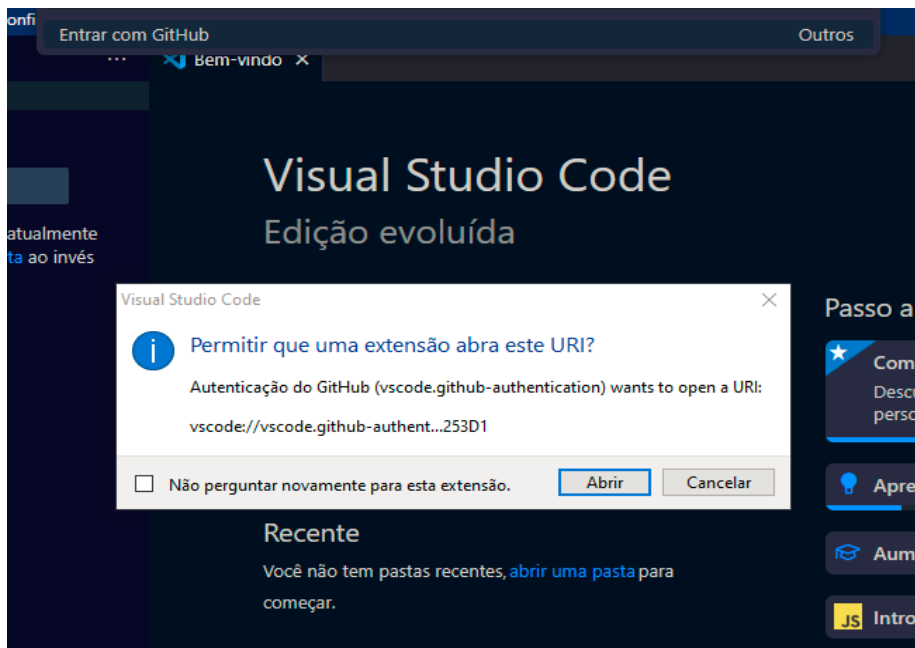 onfi
Entrar com GitHub Outros
... Bem-vindo ×
Visual Studio Code
Edição evoluída
atualmente
ta ao invés
Visual Studio Code
Permitir que uma extensão abra este URI?
Autenticação do GitHub (vscode.github-authentication) wants to open a URI:
vscode://vscode.github-authent...253D1
Não perguntar novamente para esta extensão. Abrir Cancelar
Passo a
Com
Descu
perso
Apre
Aum
JS Intro
Recente
Você não tem pastas recentes, abrir uma pasta para
começar.